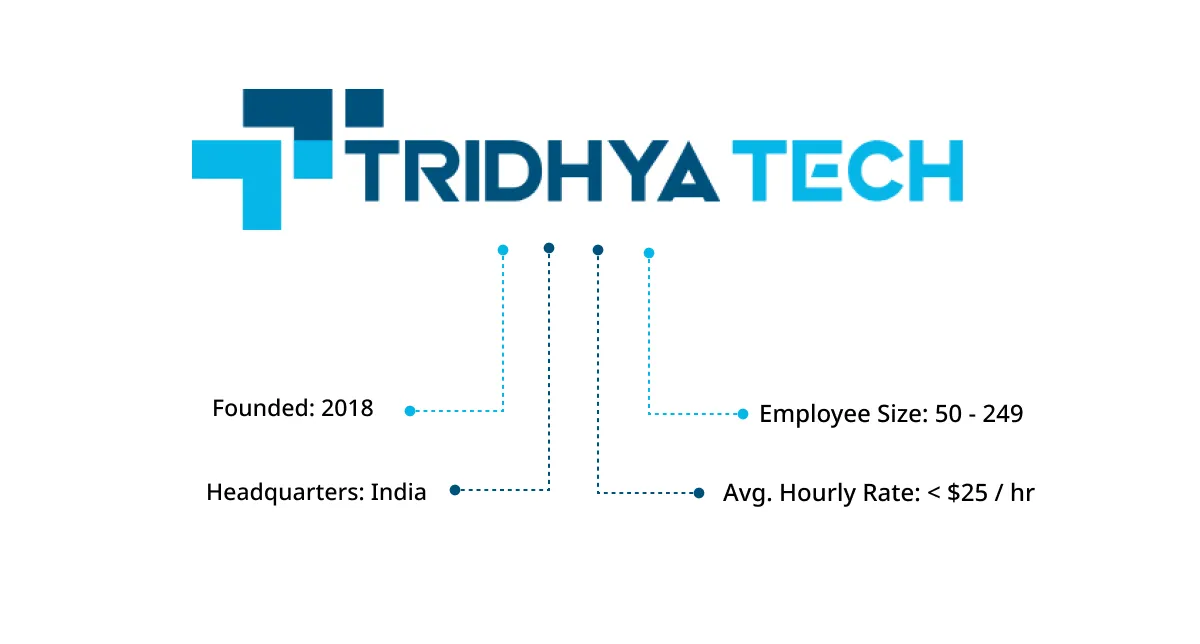 TRIDHYA TECH
Founded: 2018
Employee Size: 50 - 249
Headquarters: India
Avg. Hourly Rate: < $25 / hr